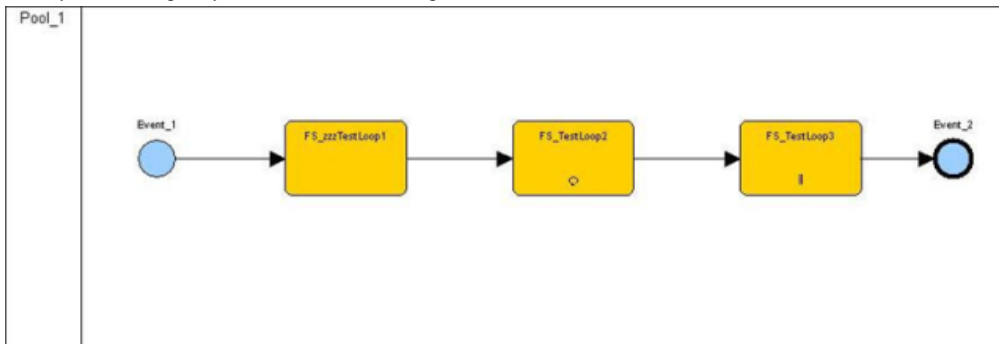 Pool_1
Event_1
FS_zzzTestLoop1
FS_TestLoop2
FS_TestLoop3
Event_2